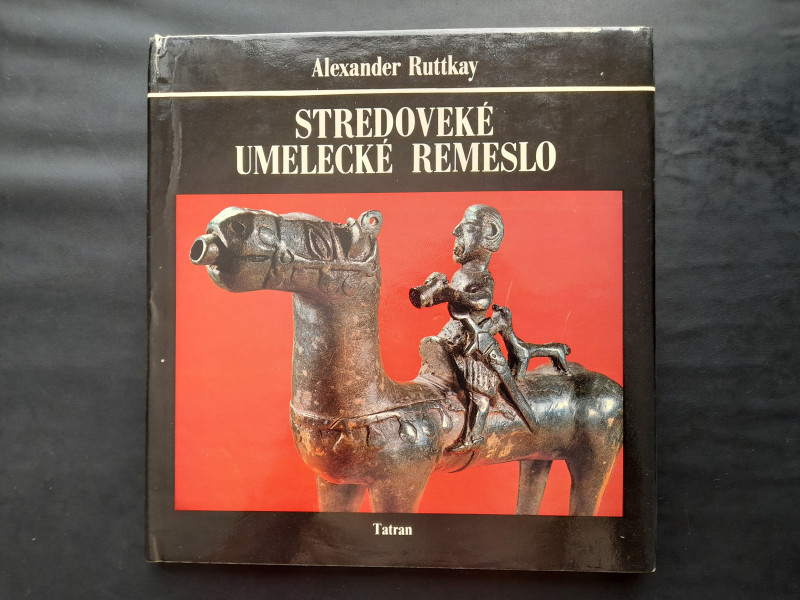 Alexander Ruttkay
STREDOVEKÉ
UMELECKÉ REMESLO
Tatran